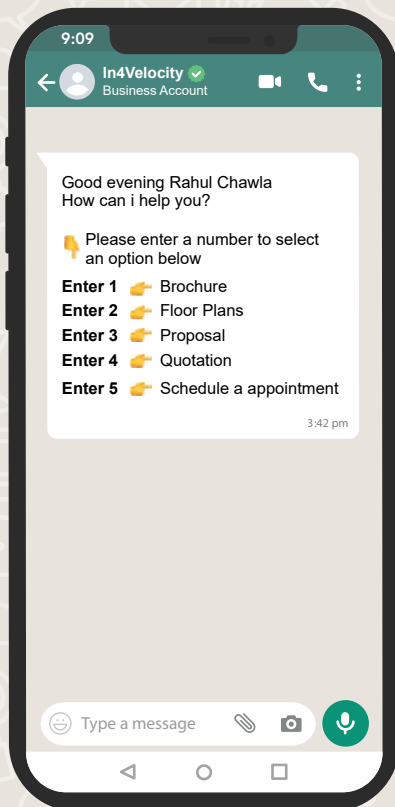 9:09
In4Velocity
Business Account
Good evening Rahul Chawla
How can i help you?
👇 Please enter a number to select
an option below
Enter 1 👉 Brochure
Enter 2 👉 Floor Plans
Enter 3 👉 Proposal
Enter 4 👉 Quotation
Enter 5 👉 Schedule a appointment
3:42 pm
Type a message